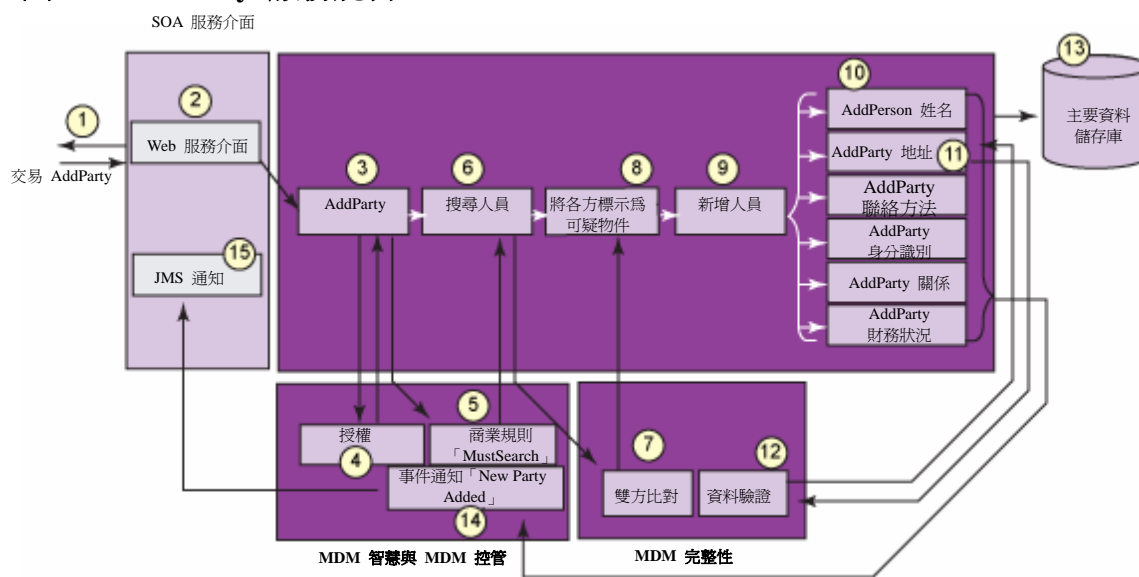 SOA 服務介面
1
2
Web 服務介面
交易 AddParty
15
JMS 通知
3
AddParty
6
搜尋人員
8
將各方標示為
可疑物件
9
新增人員
10
AddPerson 姓名
AddParty 地址
11
AddParty
聯絡方法
AddParty
身分識別
AddParty 關係
AddParty
財務狀況
13
主要資料
儲存庫
授權
4
5
商業規則
「MustSearch」
事件通知「New Party
Added」
14
MDM 智慧與 MDM 控管
7
雙方比對
12
資料驗證
MDM 完整性